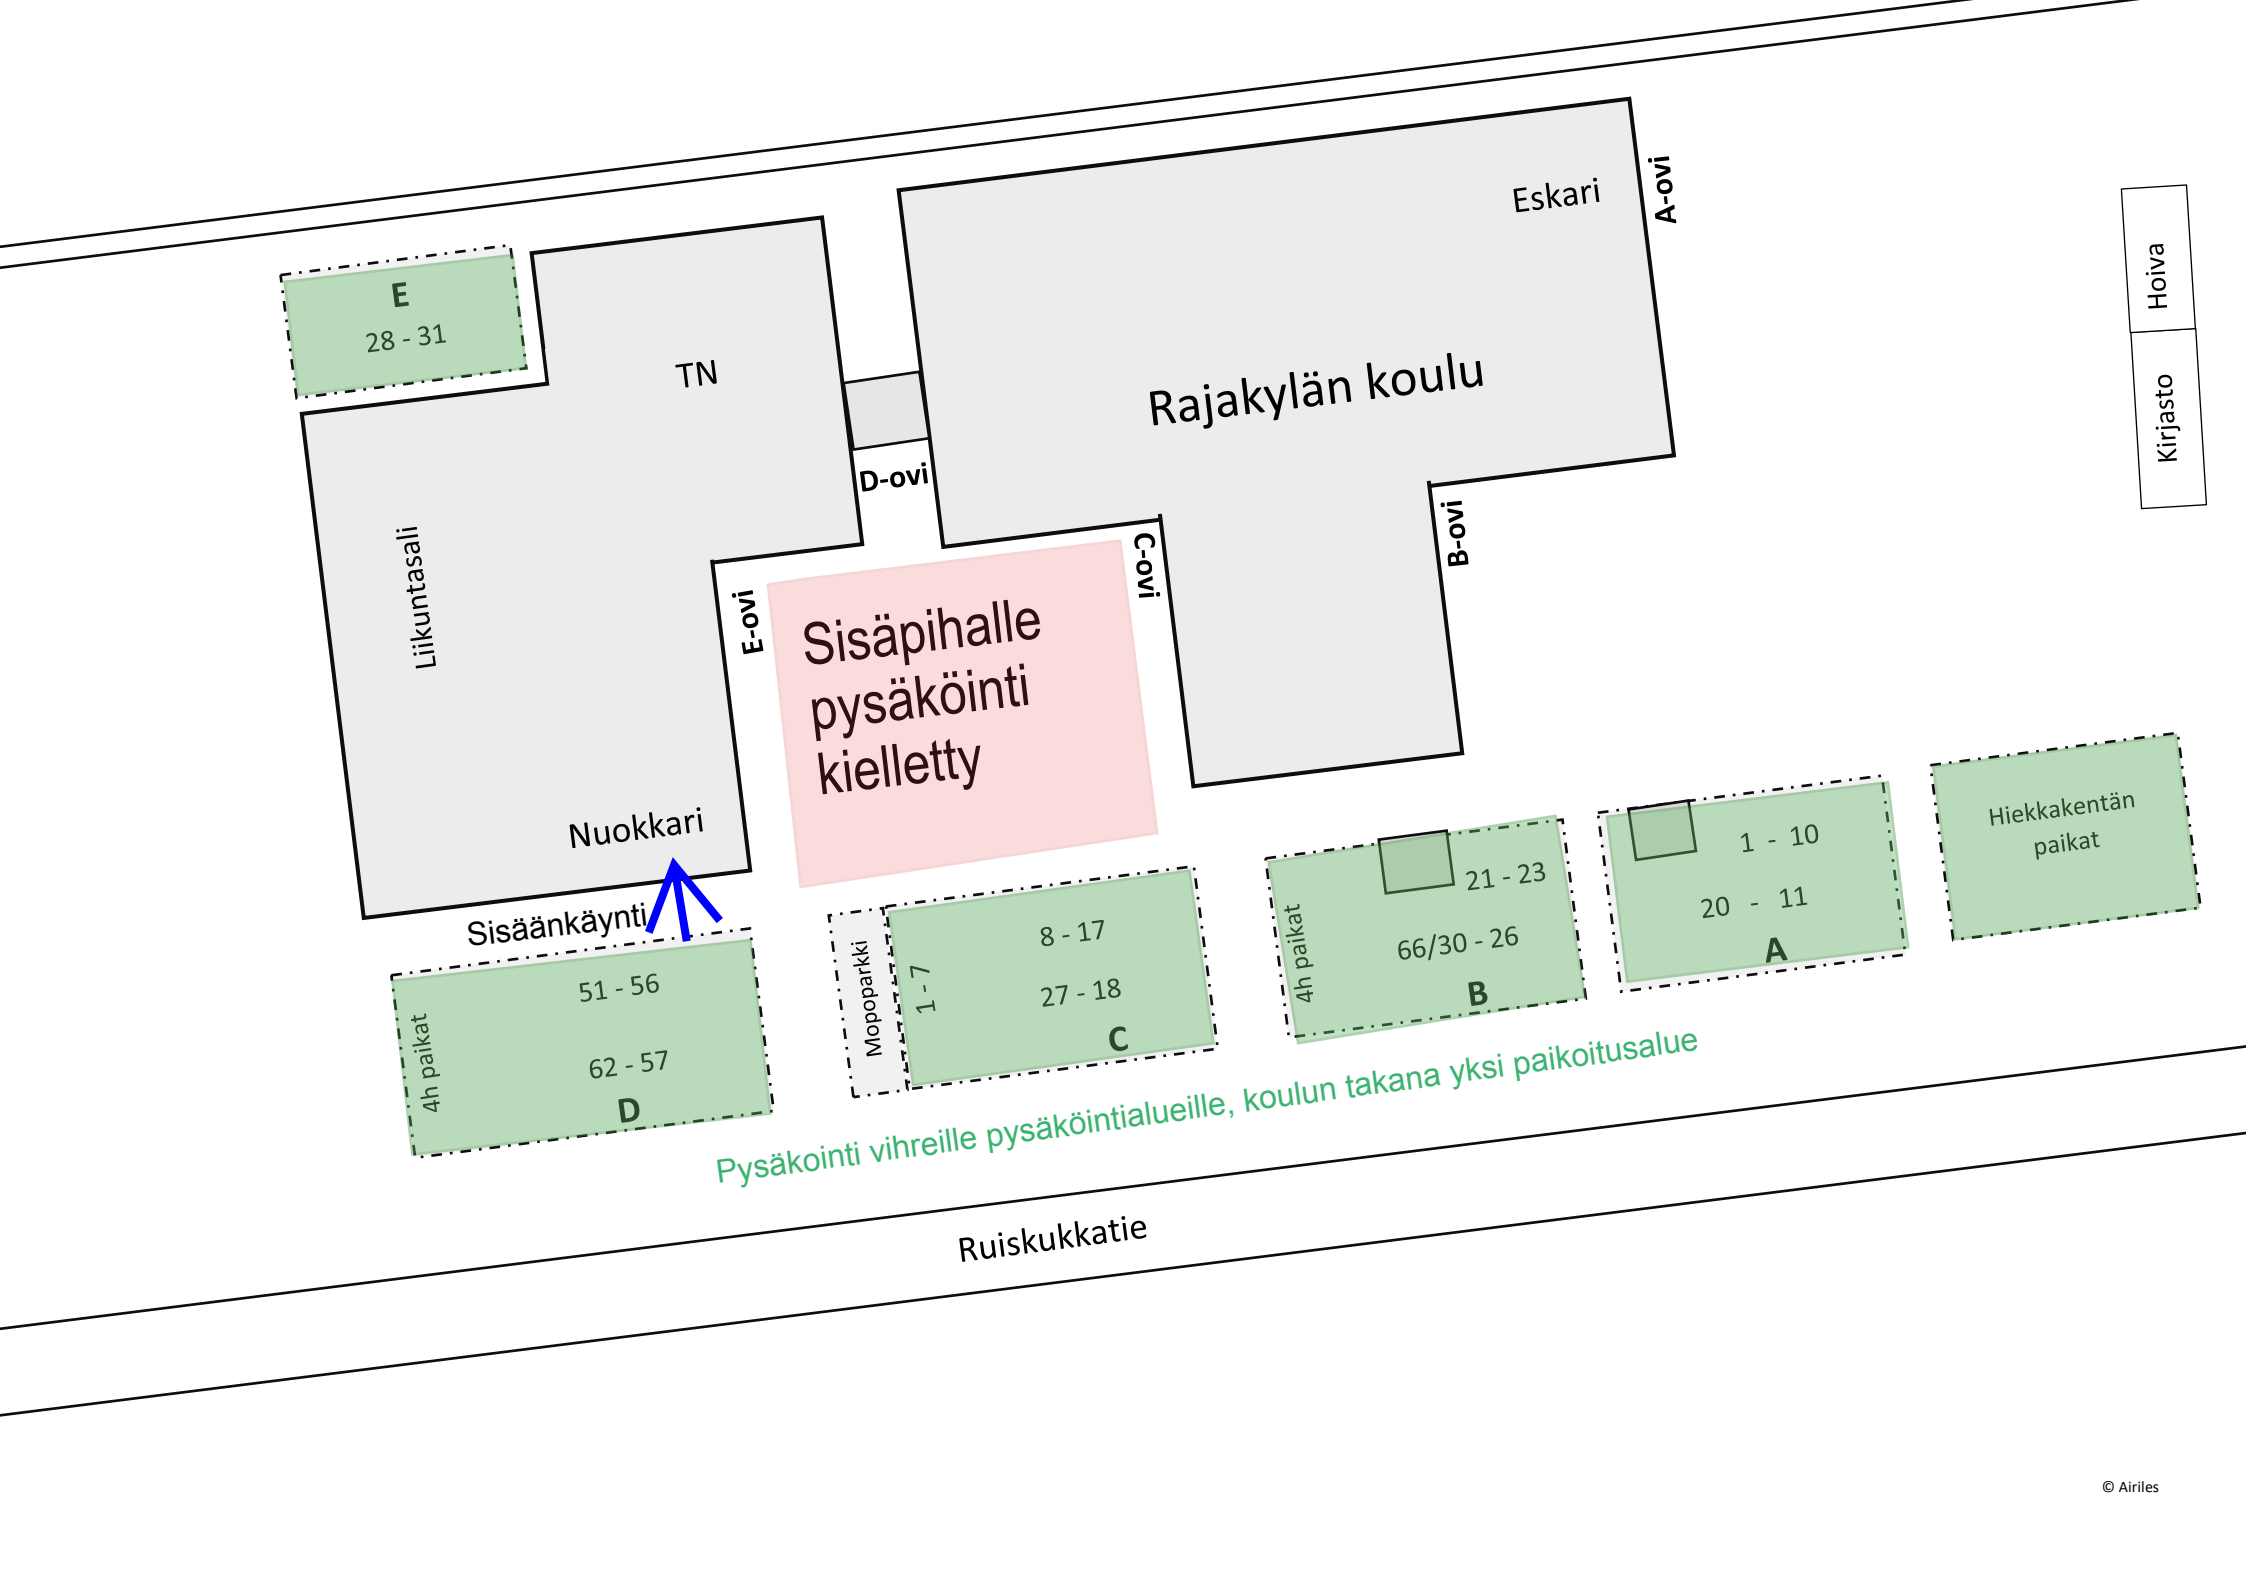 A-ovi
Eskari
Hoiva
E
28 - 31
TN
Rajakylän koulu
Kirjasto
D-ovi
Liikuntasali
B-ovi
C-ovi
E-ovi
Sisäpihalle
pysäköinti
kielletty
Nuokkari
Sisäänkäynti
Hiekkakentän
paikat
1 - 10
20 - 11
A
21 - 23
4h paikat
66/30 - 26
B
8 - 17
Mopoparkki
1 - 7
27 - 18
C
51 - 56
4h paikat
62 - 57
D
Pysäkointi vihreille pysäköintialueille, koulun takana yksi paikoitusalue
Ruiskukkatie
© Airiles